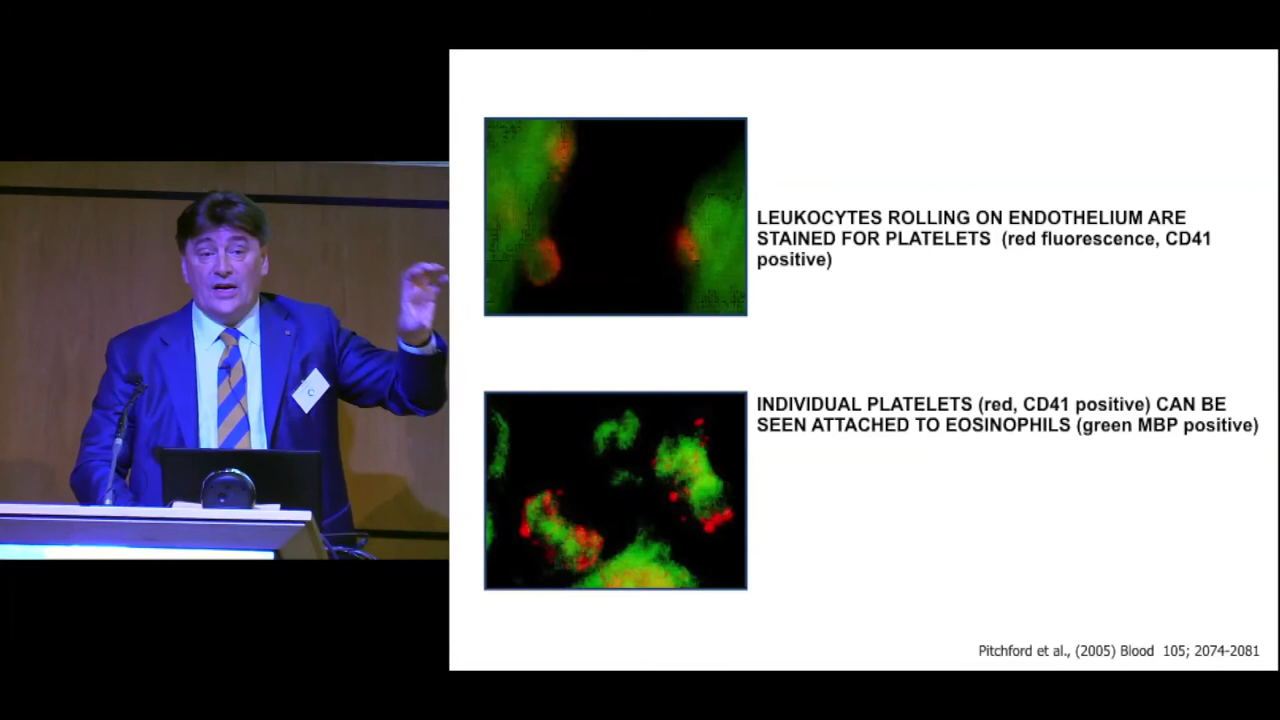 LEUKOCYTES ROLLING ON ENDOTHELIUM ARE
STAINED FOR PLATELETS (red fluorescence, CD41
positive)
INDIVIDUAL PLATELETS (red, CD41 positive) CAN BE
SEEN ATTACHED TO EOSINOPHILS (green MBP positive)
Pitchford et al., (2005) Blood 105; 2074-2081